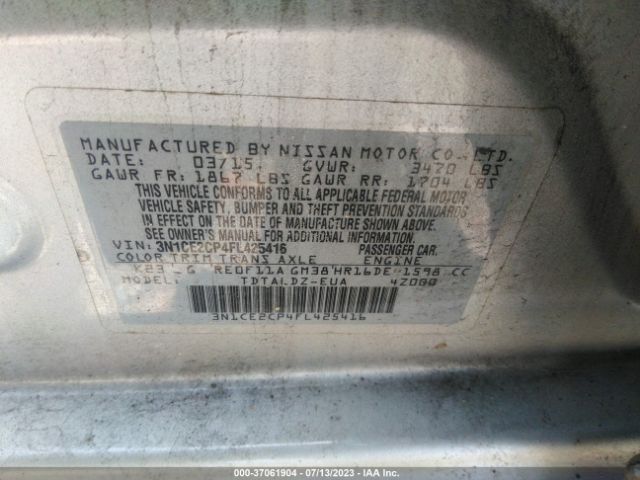 MANUFACTURED BY NISSAN MOTOR CO., LTD.
DATE: 03/15. GVWR: 3470 LBS
GAWR FR: 1867 LBS GAWR RR: 1704 LBS
THIS VEHICLE CONFORMS TO ALL APPLICABLE FEDERAL MOTOR
VEHICLE SAFETY, BUMPER AND THEFT PREVENTION STANDARDS
IN EFFECT ON THE DATE OF MANUFACTURE SHOWN ABOVE.
SEE OWNER'S MANUAL FOR ADDITIONAL INFORMATION.
VIN: 3N1CE2CP4FL425416 PASSENGER CAR.
COLOR TRIM TRANS AXLE ENGINE
K23 G RE0F11A GM38 HR16DE 1598 CC
MODEL: TDTALDZ-EUA 4Z000
3N1CE2CP4FL425416
000-37061904 / 07/13/2023 - IAA Inc.